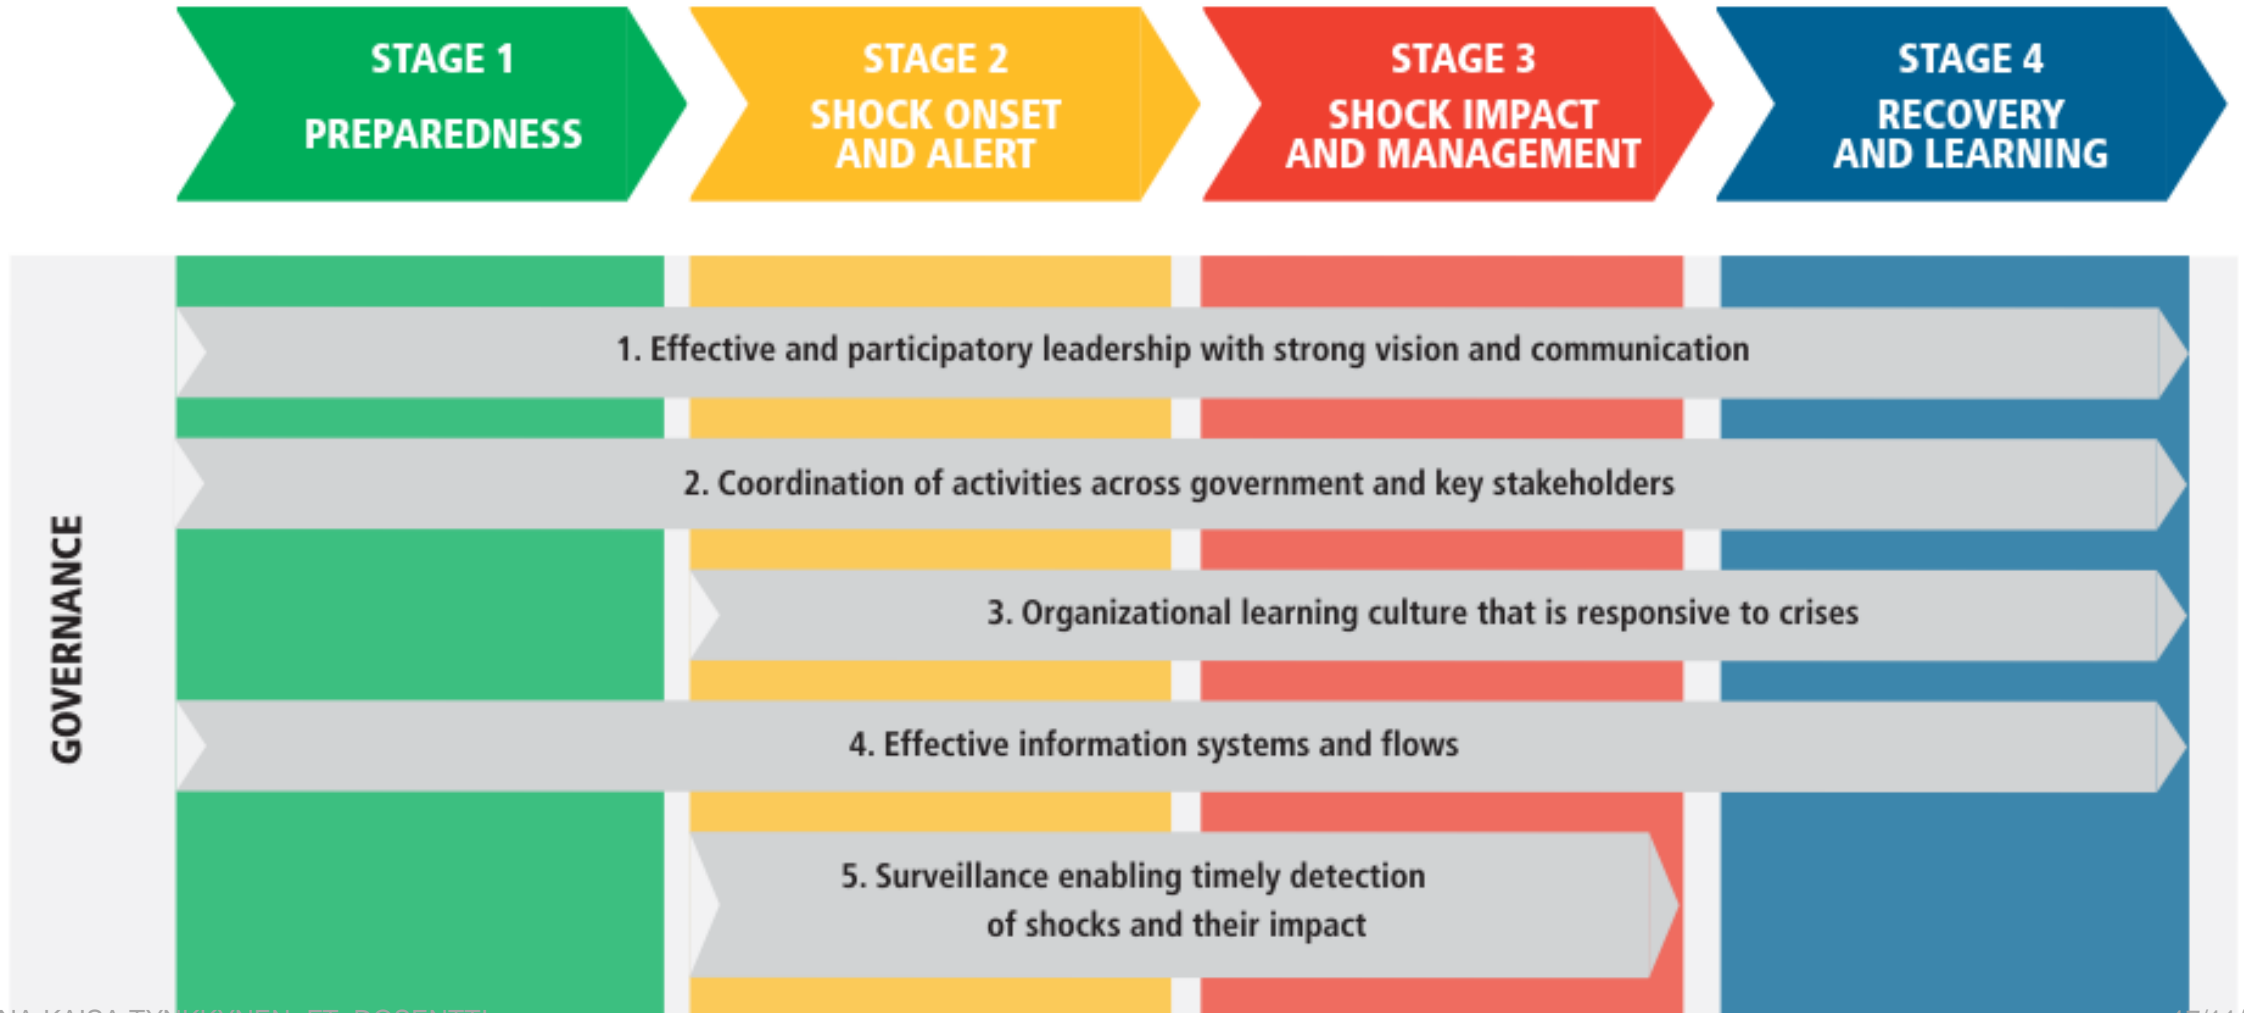 STAGE 1
PREPAREDNESS
STAGE 2
SHOCK ONSET
AND ALERT
STAGE 3
SHOCK IMPACT
AND MANAGEMENT
STAGE 4
RECOVERY
AND LEARNING
GOVERNANCE
1. Effective and participatory leadership with strong vision and communication
2. Coordination of activities across government and key stakeholders
3. Organizational learning culture that is responsive to crises
4. Effective information systems and flows
5. Surveillance enabling timely detection
of shocks and their impact